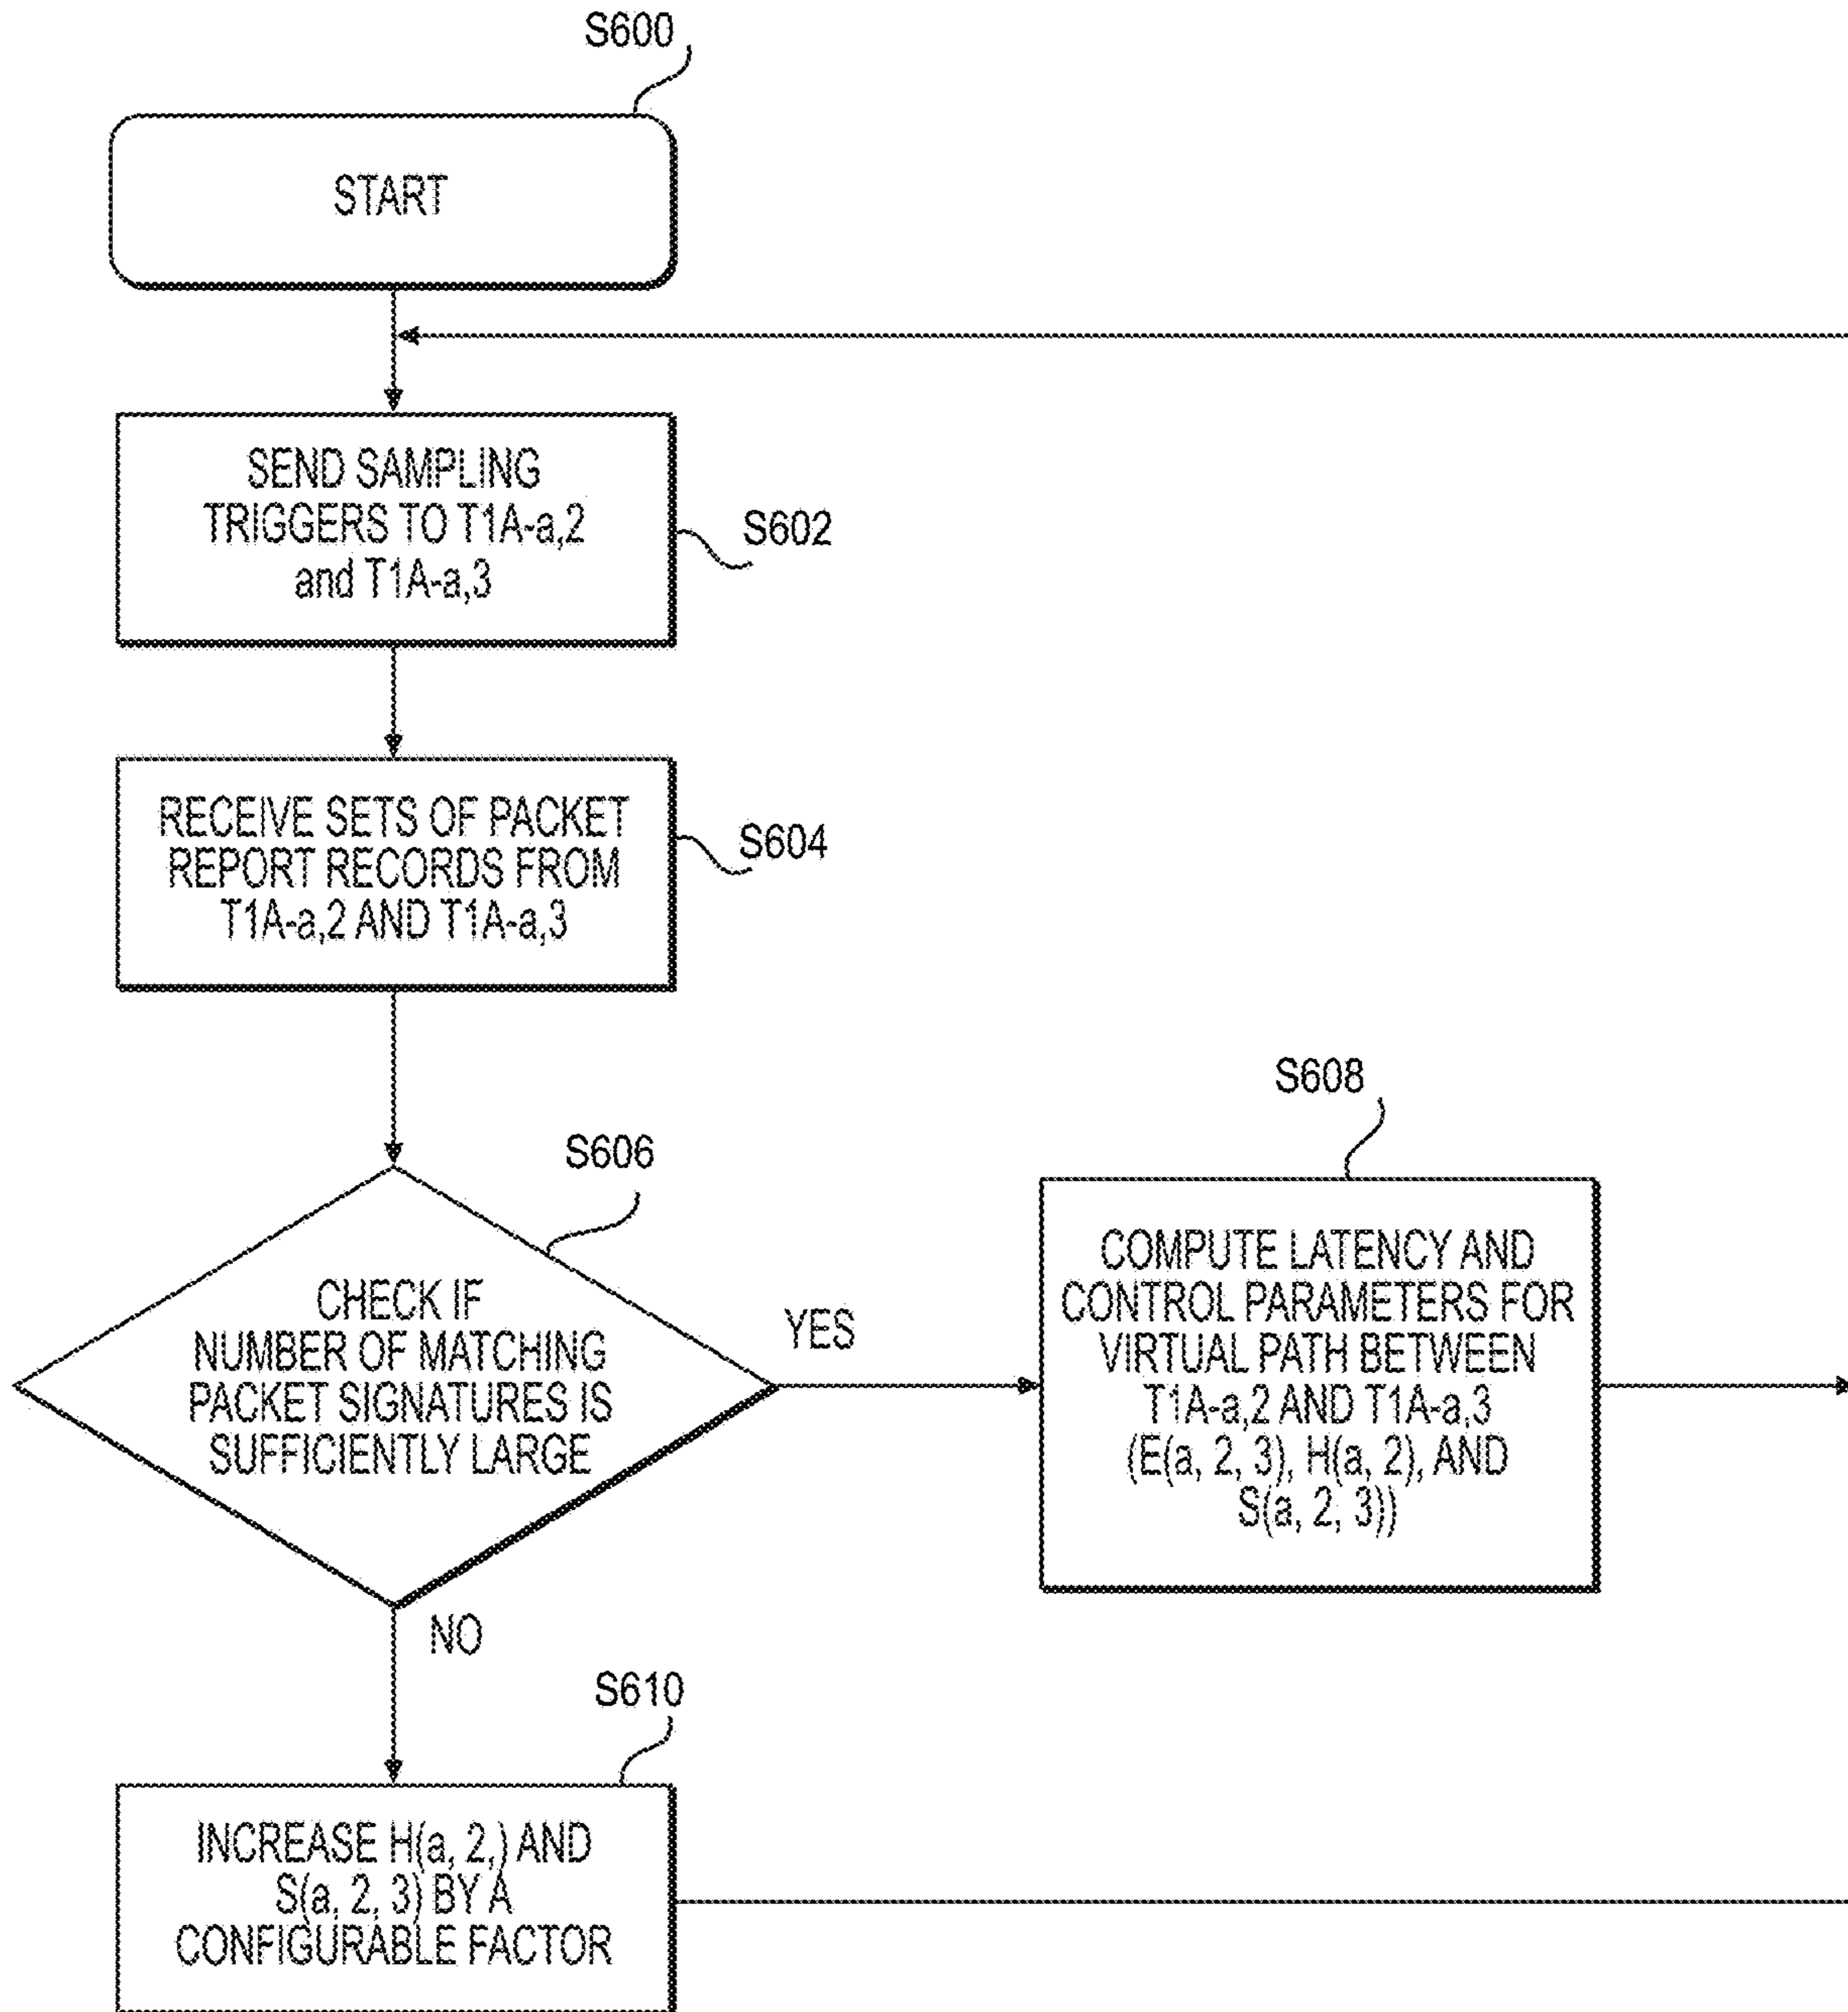 S600
START
SEND SAMPLING
TRIGGERS TO T1A-a,2
and T1A-a,3
S602
RECEIVE SETS OF PACKET
REPORT RECORDS FROM
T1A-a,2 AND T1A-a,3
S604
S606
CHECK IF
NUMBER OF MATCHING
PACKET SIGNATURES IS
SUFFICIENTLY LARGE
YES
S608
COMPUTE LATENCY AND
CONTROL PARAMETERS FOR
VIRTUAL PATH BETWEEN
T1A-a,2 AND T1A-a,3
(E(a, 2, 3), H(a, 2), AND
S(a, 2, 3))
NO
S610
INCREASE H(a, 2,) AND
S(a, 2, 3) BY A
CONFIGURABLE FACTOR